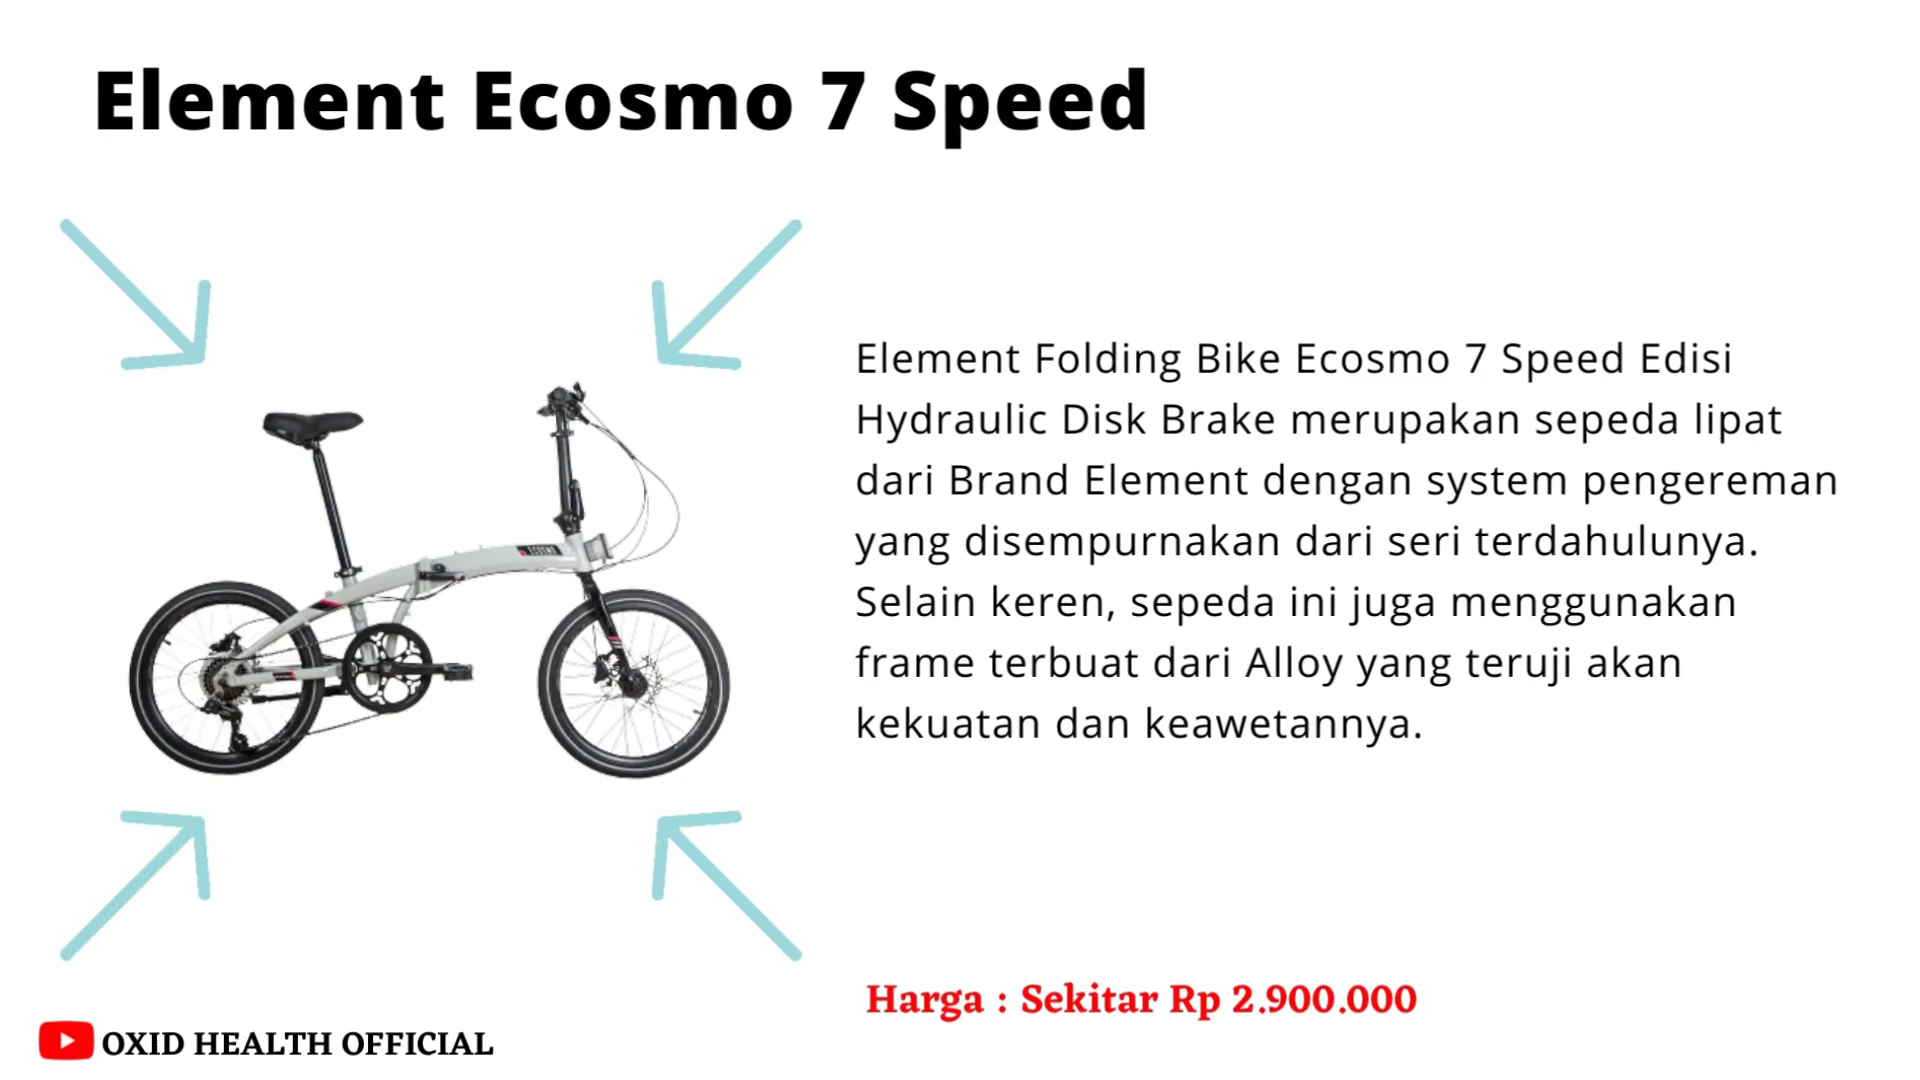 Element Ecosmo 7 Speed
ECOSMO
Element Folding Bike Ecosmo 7 Speed Edisi
Hydraulic Disk Brake merupakan sepeda lipat
dari Brand Element dengan system pengereman
yang disempurnakan dari seri terdahulunya.
Selain keren, sepeda ini juga menggunakan
frame terbuat dari Alloy yang teruji akan
kekuatan dan keawetannya.
Harga : Sekitar Rp 2.900.000
OXID HEALTH OFFICIAL